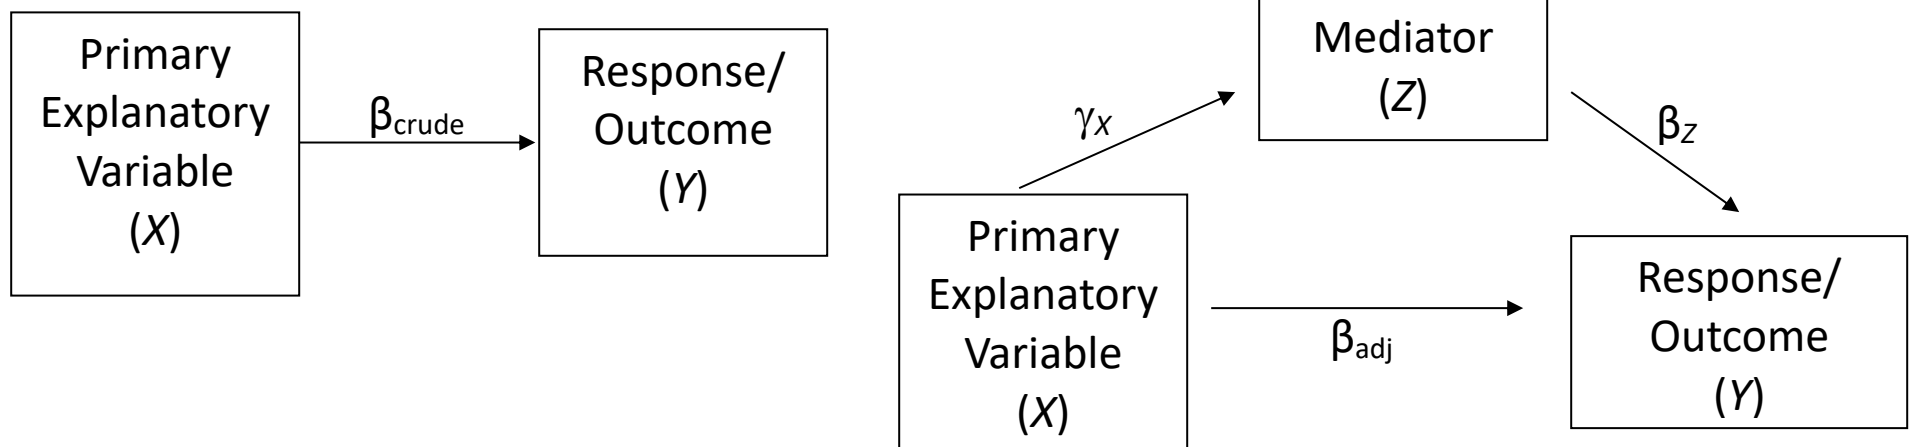 Primary
Explanatory
Variable
(X)
βcrude
Response/
Outcome
(Y)
Mediator
(Z)
γX
βZ
Primary
Explanatory
Variable
(X)
βadj
Response/
Outcome
(Y)